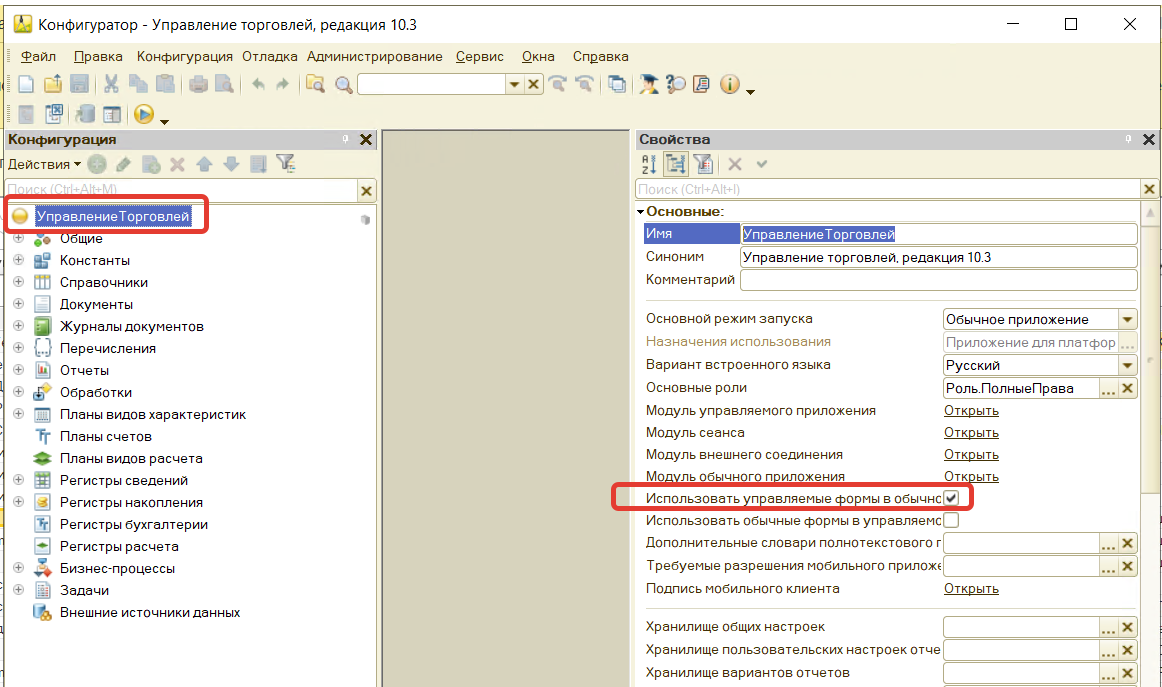 Конфигуратор - Управление торговлей, редакция 10.3
Файл Правка Конфигурация Отладка Администрирование Сервис Окна Справка
Конфигурация
Действия
Поиск (Ctrl+Alt+M)
УправлениеТорговлей
Общие
Константы
Справочники
Документы
Журналы документов
Перечисления
Отчеты
Обработки
Планы видов характеристик
Планы счетов
Планы видов расчета
Регистры сведений
Регистры накопления
Регистры бухгалтерии
Регистры расчета
Бизнес-процессы
Задачи
Внешние источники данных
Свойства
Поиск (Ctrl+Alt+I)
Основные:
Имя УправлениеТорговлей
Синоним Управление торговлей, редакция 10.3
Комментарий
Основной режим запуска Обычное приложение
Назначения использования Приложение для платфор ...
Вариант встроенного языка Русский
Основные роли Роль.ПолныеПрава ...
Модуль управляемого приложения Открыть
Модуль сеанса Открыть
Модуль внешнего соединения Открыть
Модуль обычного приложения Открыть
Использовать управляемые формы в обычно
Использовать обычные формы в управляемо
Дополнительные словари полнотекстового п ...
Требуемые разрешения мобильного приложе ...
Подпись мобильного клиента Открыть
Хранилище общих настроек ...
Хранилище пользовательских настроек отче ...
Хранилище вариантов отчетов ...